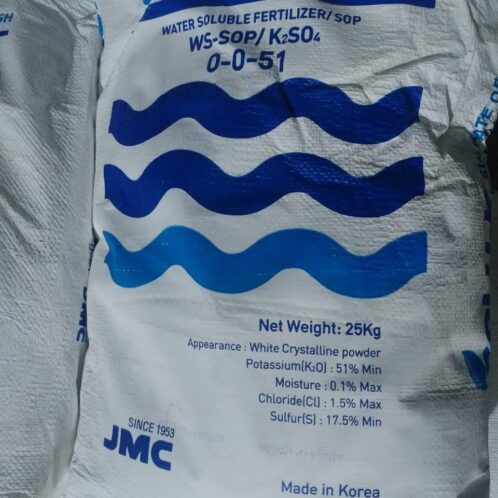 WATER SOLUBLE FERTILIZER/ SOP
WS-SOP/ K₂SO₄
0-0-51
Net Weight: 25Kg
Appearance : White Crystalline powder
Potassium(K₂O) : 51% Min
Moisture : 0.1% Max
Chloride(Cl) : 1.5% Max
Sulfur(S) : 17.5% Min
SINCE 1953
JMC
Made in Korea
JMC